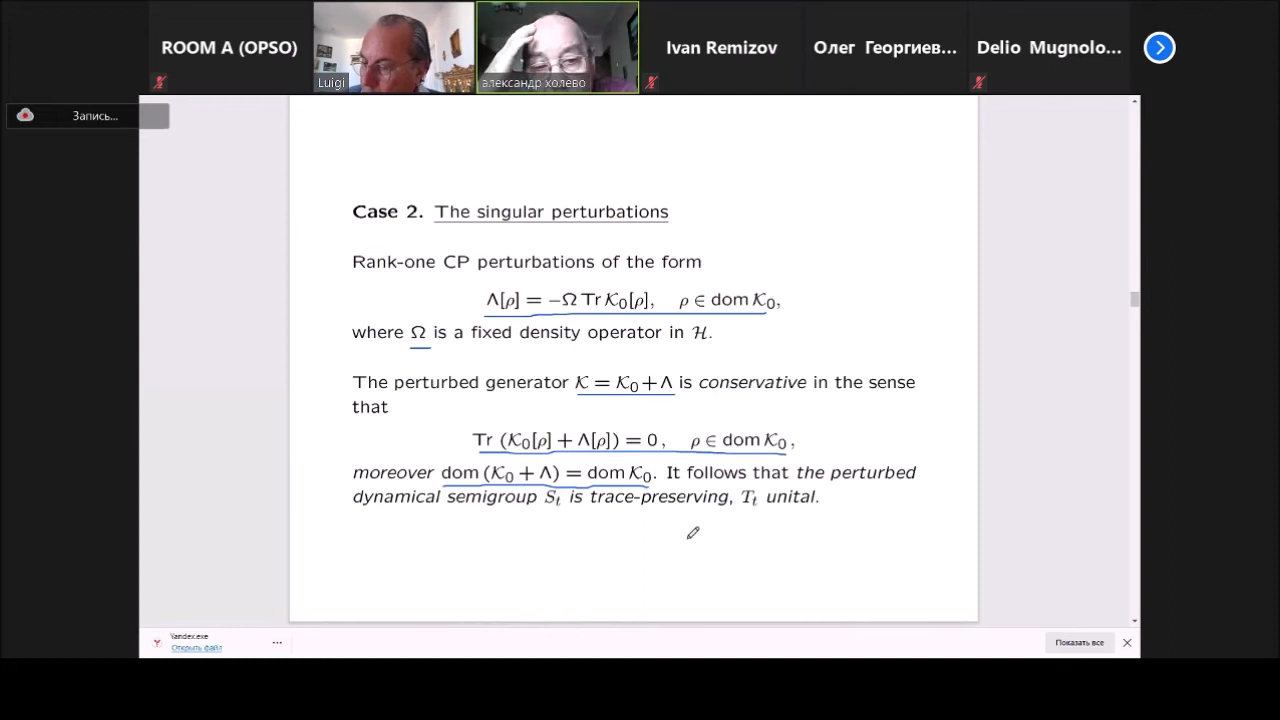 ROOM A (OPSO)
Luigi
александр холево
Ivan Remizov
Олег Георгиев...
Delio Mugnolo...
Запись...
Case 2. The singular perturbations
Rank-one CP perturbations of the form
Λ[ρ] = −Ω Tr 𝒦₀[ρ], ρ ∈ dom 𝒦₀,
where Ω is a fixed density operator in ℋ.
The perturbed generator 𝒦 = 𝒦₀ + Λ is conservative in the sense
that
Tr (𝒦₀[ρ] + Λ[ρ]) = 0, ρ ∈ dom 𝒦₀,
moreover dom (𝒦₀ + Λ) = dom 𝒦₀. It follows that the perturbed
dynamical semigroup Sₜ is trace-preserving, Tₜ unital.
Yandex.exe
Открыть файл
Показать все